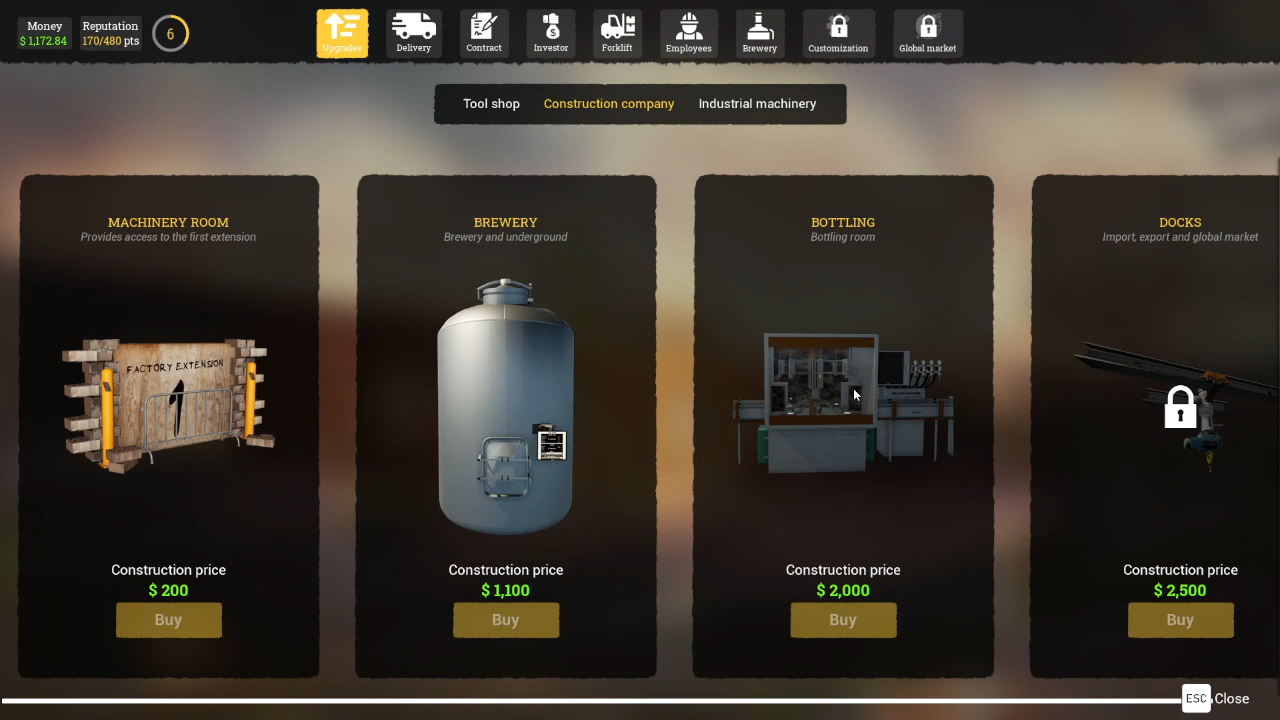 Money
$ 1,172.84
Reputation
170/480 pts
6
Upgrades
Delivery
Contract
Investor
Forklift
Employees
Brewery
Customization
Global market
Tool shop
Construction company
Industrial machinery
MACHINERY ROOM
Provides access to the first extension
FACTORY EXTENSION
1
Construction price
$ 200
Buy
BREWERY
Brewery and underground
Construction price
$ 1,100
Buy
BOTTLING
Bottling room
Construction price
$ 2,000
Buy
DOCKS
Import, export and global market
Construction price
$ 2,500
Buy
ESC Close